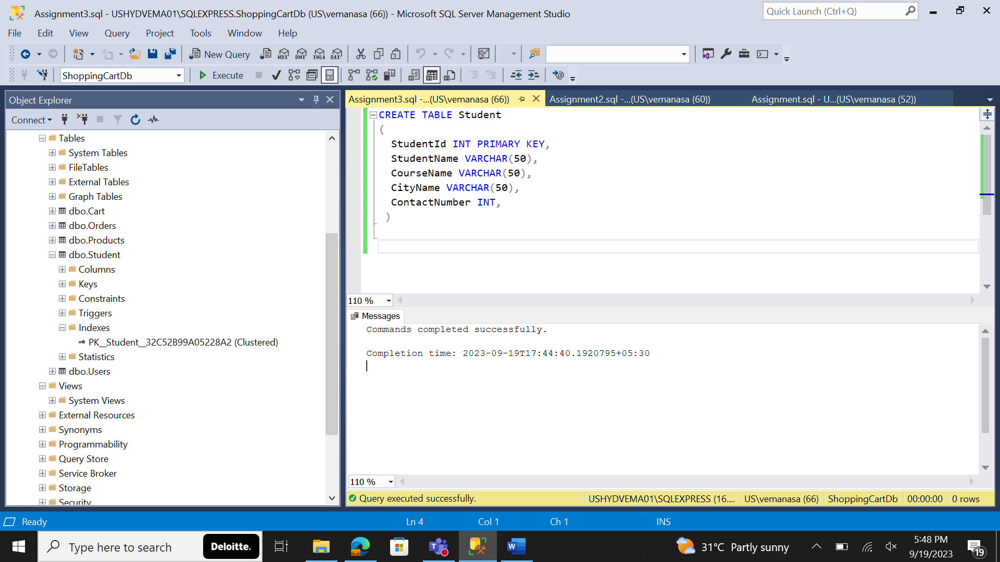 Assignment3.sql - USHYDVEMA01\SQLEXPRESS.ShoppingCartDb (US\vemanasa (66)) - Microsoft SQL Server Management Studio
Quick Launch (Ctrl+Q)
File Edit View Query Project Tools Window Help
New Query MDX DMX XMLA DAX
ShoppingCartDb Execute
Object Explorer
Connect
Tables
System Tables
FileTables
External Tables
Graph Tables
dbo.Cart
dbo.Orders
dbo.Products
dbo.Student
Columns
Keys
Constraints
Triggers
Indexes
PK__Student__32C52B99A05228A2 (Clustered)
Statistics
dbo.Users
Views
System Views
External Resources
Synonyms
Programmability
Query Store
Service Broker
Storage
Security
Assignment3.sql -...(US\vemanasa (66)) Assignment2.sql -...(US\vemanasa (60)) Assignment.sql - U...(US\vemanasa (52))
CREATE TABLE Student
(
StudentId INT PRIMARY KEY,
StudentName VARCHAR(50),
CourseName VARCHAR(50),
CityName VARCHAR(50),
ContactNumber INT,
)
110 %
Messages
Commands completed successfully.
Completion time: 2023-09-19T17:44:40.1920795+05:30
110 %
Query executed successfully. USHYDVEMA01\SQLEXPRESS (16.... US\vemanasa (66) ShoppingCartDb 00:00:00 0 rows
Ready Ln 4 Col 1 Ch 1 INS
Type here to search Deloitte. 31°C Partly sunny 5:48 PM
9/19/2023 19